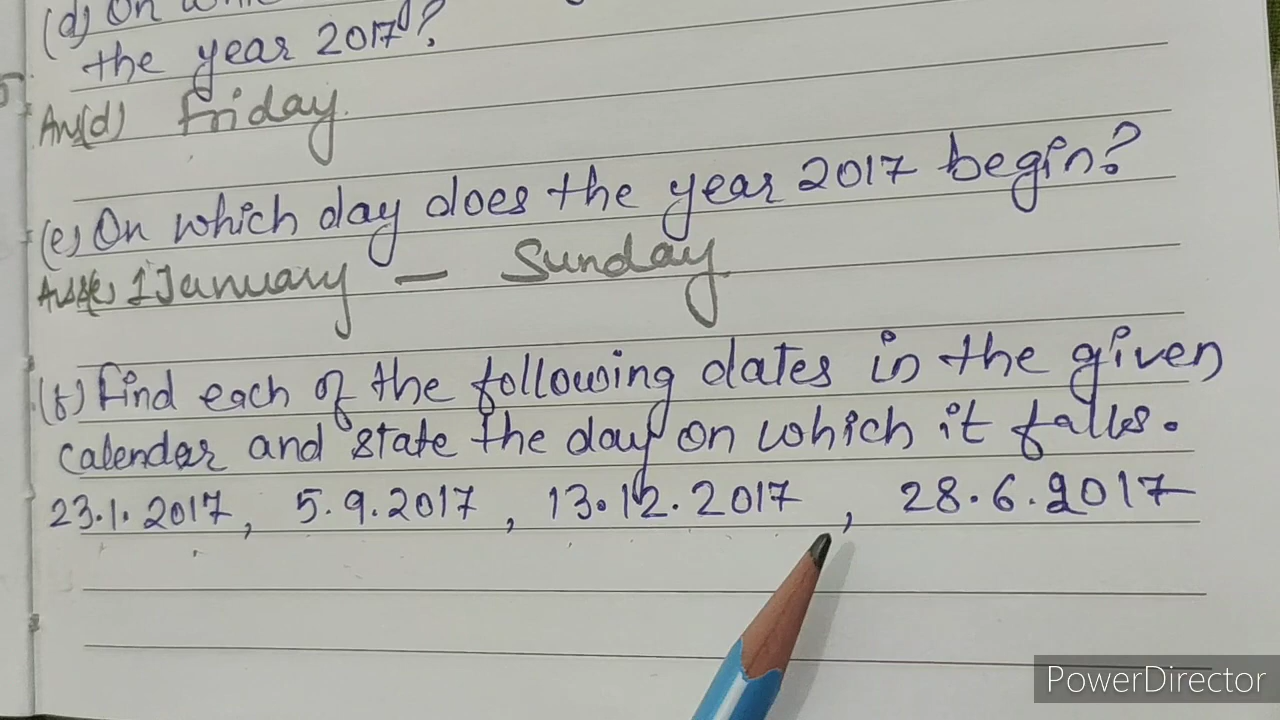 (d) On
the year 2017?
Ans(d) Friday.
(e) On which day does the year 2017 begin?
Ans(e) 1 January — Sunday
(f) Find each of the following dates in the given
calendar and state the day on which it falls.
23.1.2017, 5.9.2017, 13.12.2017, 28.6.2017
PowerDirector